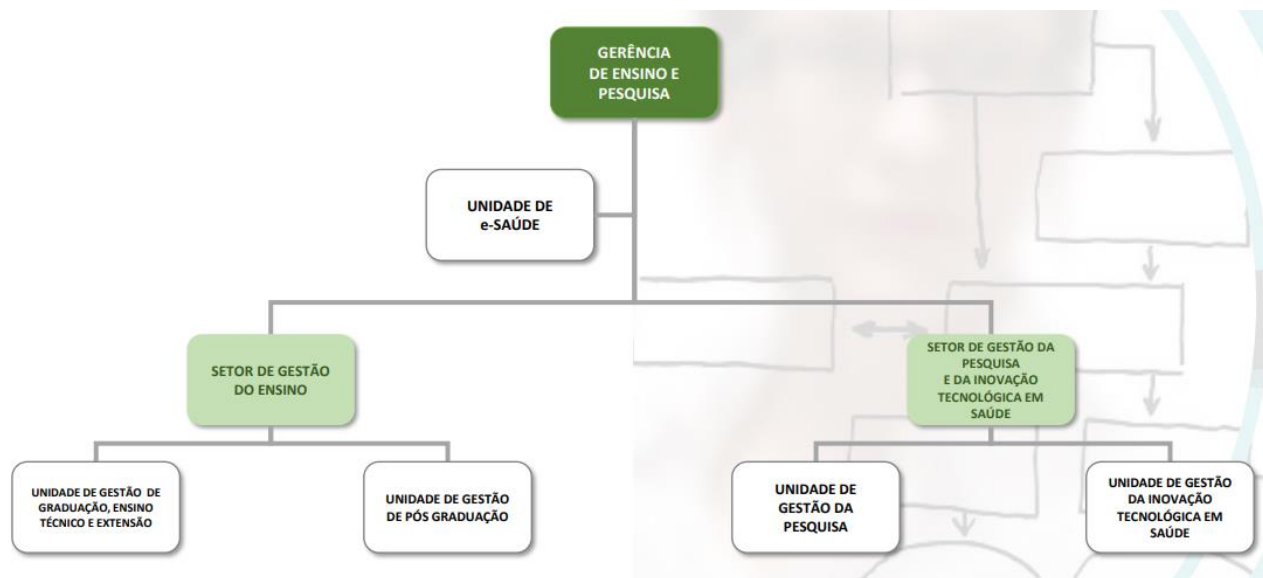 GERÊNCIA
DE ENSINO E
PESQUISA
UNIDADE DE
e-SAÚDE
SETOR DE GESTÃO
DO ENSINO
SETOR DE GESTÃO DA
PESQUISA
E DA INOVAÇÃO
TECNOLÓGICA EM
SAÚDE
UNIDADE DE GESTÃO DE
GRADUAÇÃO, ENSINO
TÉCNICO E EXTENSÃO
UNIDADE DE GESTÃO
DE PÓS GRADUAÇÃO
UNIDADE DE
GESTÃO DA
PESQUISA
UNIDADE DE GESTÃO
DA INOVAÇÃO
TECNOLÓGICA EM
SAÚDE